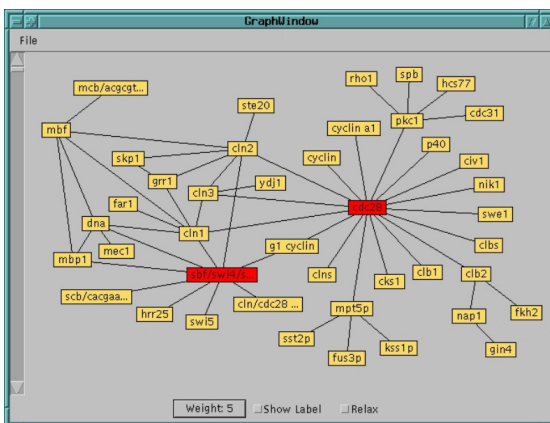 GraphWindow
File
mcb/acgcgt...
rho1
spb
hcs77
ste20
cdc31
mbf
cyclin a1
pkc1
p40
cln2
skp1
cyclin
civ1
grr1
cln3
ydj1
nik1
far1
cdc28
swe1
dna
cln1
g1 cyclin
clbs
mec1
mbp1
sbf/swi4/s...
clns
cks1
clb1
clb2
scb/cacgaa...
cln/cdc28 ...
hrr25
swi5
mpt5p
nap1
fkh2
sst2p
fus3p
kss1p
gin4
Weight: 5
Show Label
Relax